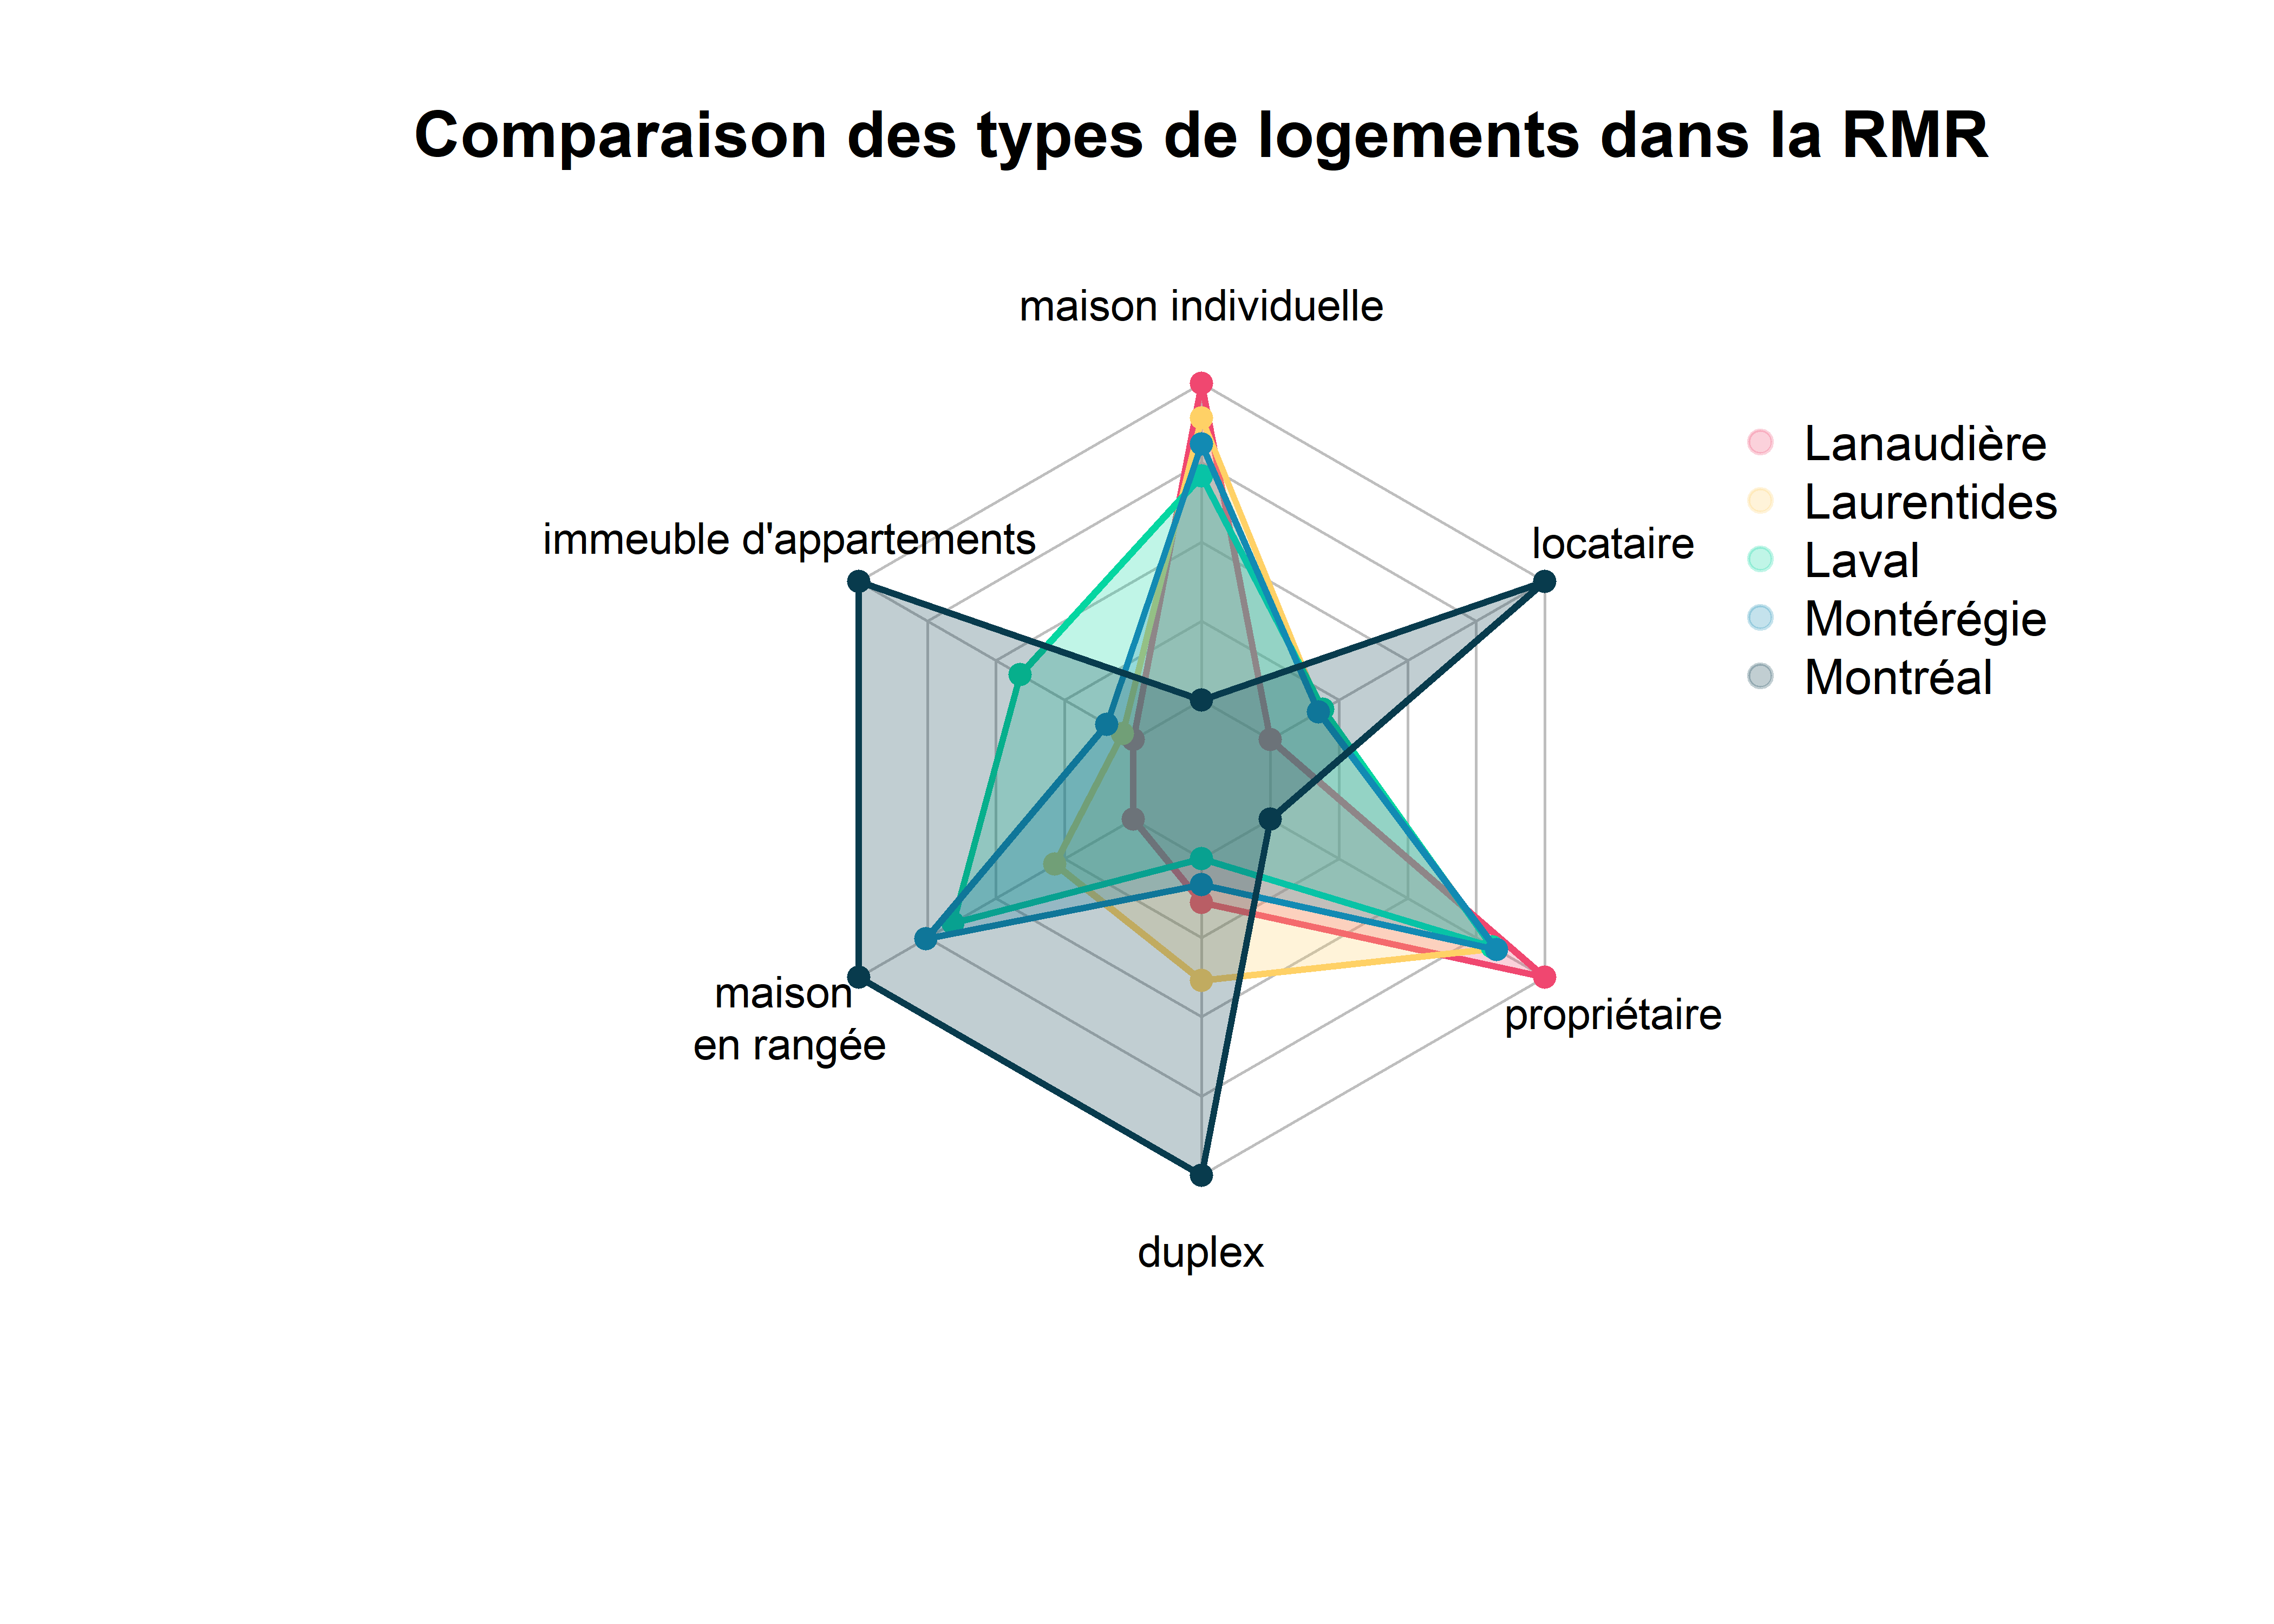 Comparaison des types de logements dans la RMR
maison individuelle
immeuble d'appartements
locataire
maison
en rangée
propriétaire
duplex
Lanaudière
Laurentides
Laval
Montérégie
Montréal